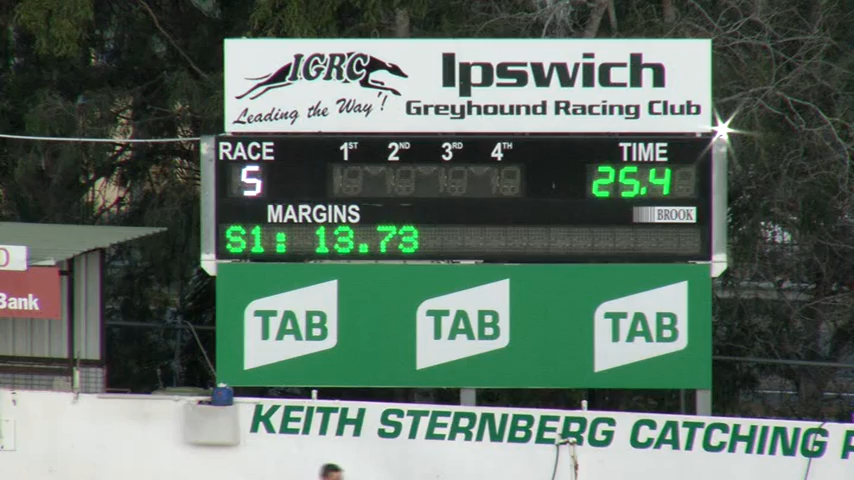 IGRC
Leading the Way!
Ipswich
Greyhound Racing Club
RACE 1ST 2ND 3RD 4TH TIME
5 25.4
MARGINS BROOK
S1: 13.73
Bank
TAB TAB TAB
KEITH STERNBERG CATCHING